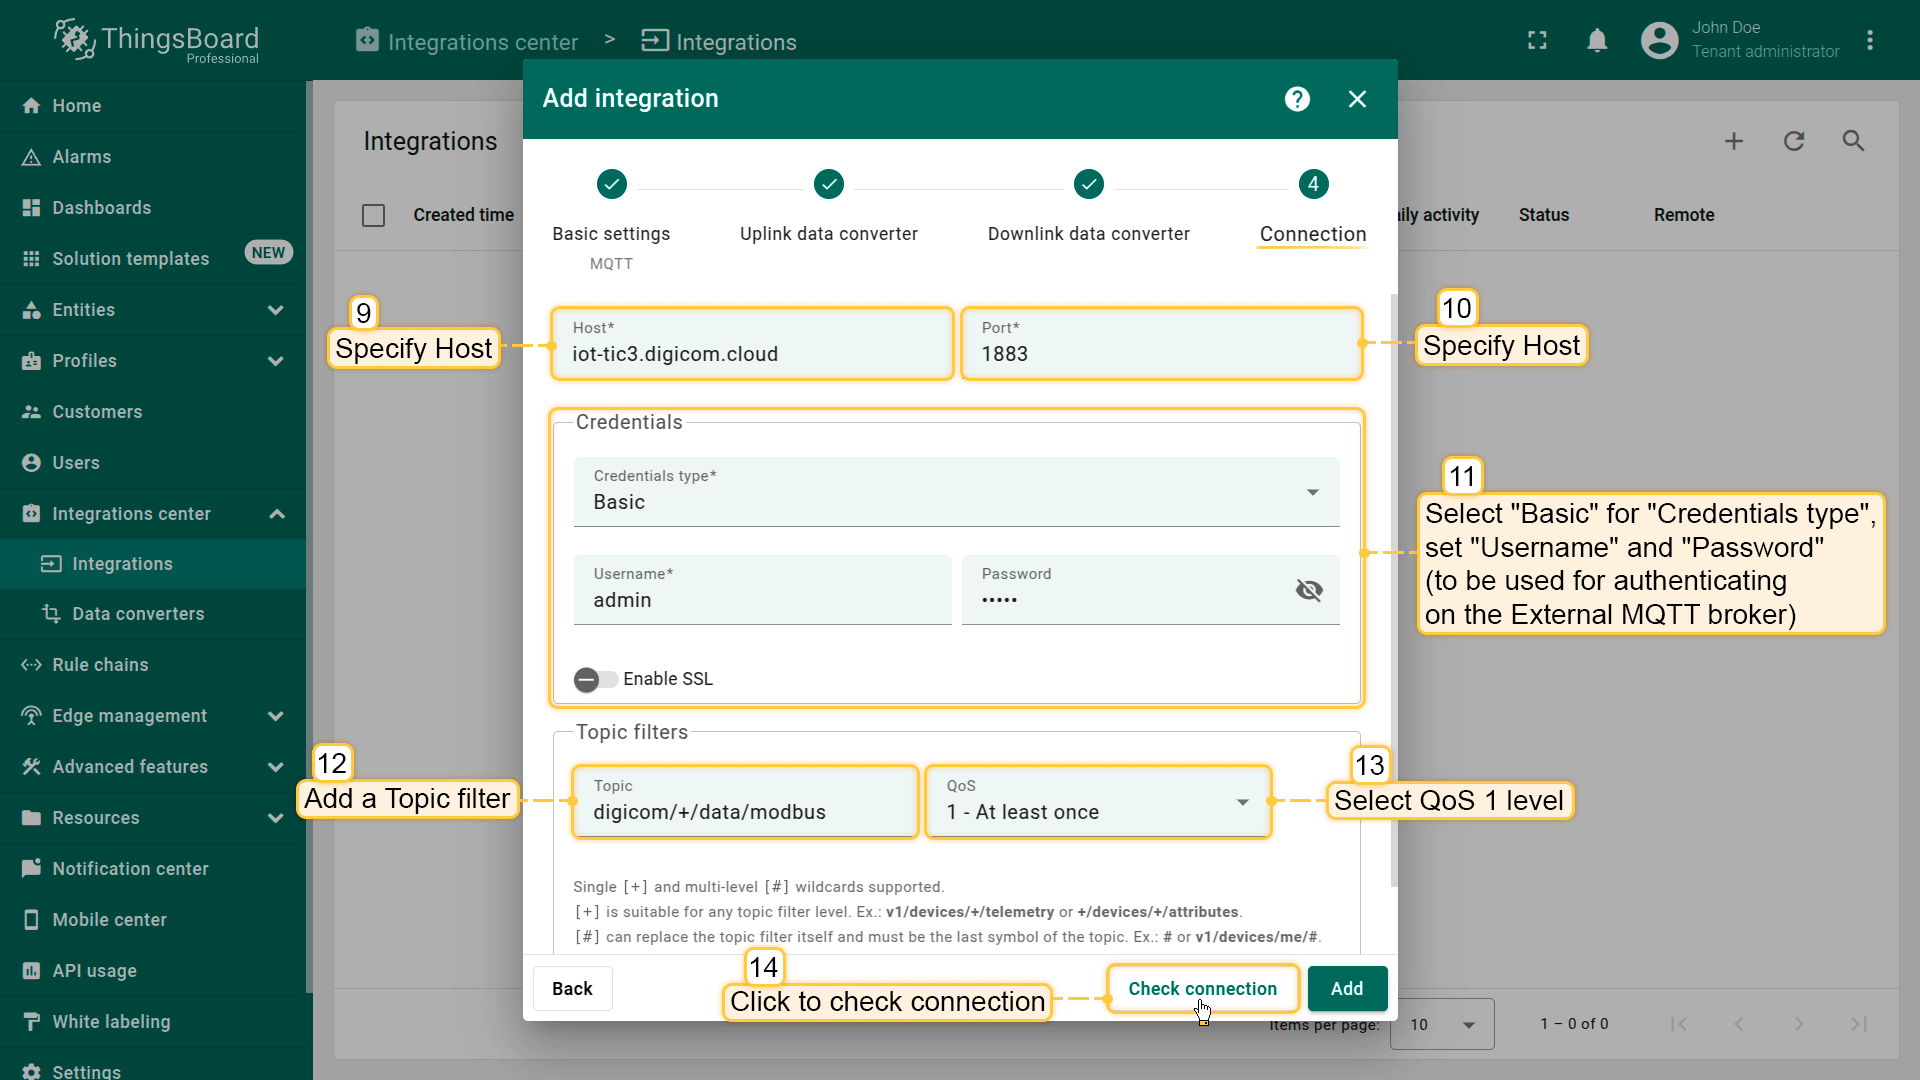 ThingsBoard
Professional
Integrations center > Integrations
John Doe
Tenant administrator
Home
Alarms
Dashboards
Solution templates NEW
Entities
Profiles
Customers
Users
Integrations center
Integrations
Data converters
Rule chains
Edge management
Advanced features
Resources
Notification center
Mobile center
API usage
White labeling
Settings
Integrations
Created time
ily activity Status Remote
Add integration
4
Basic settings Uplink data converter Downlink data converter Connection
MQTT
9
Specify Host
Host*
iot-tic3.digicom.cloud
Port*
1883
10
Specify Host
Credentials
Credentials type*
Basic
Username*
admin
Password
•••••
Enable SSL
11
Select "Basic" for "Credentials type",
set "Username" and "Password"
(to be used for authenticating
on the External MQTT broker)
Topic filters
12
Add a Topic filter
Topic
digicom/+/data/modbus
QoS
1 - At least once
13
Select QoS 1 level
Single [+] and multi-level [#] wildcards supported.
[+] is suitable for any topic filter level. Ex.: v1/devices/+/telemetry or +/devices/+/attributes.
[#] can replace the topic filter itself and must be the last symbol of the topic. Ex.: # or v1/devices/me/#.
14
Click to check connection
Back
Check connection
Add
Items per page: 10 1 – 0 of 0